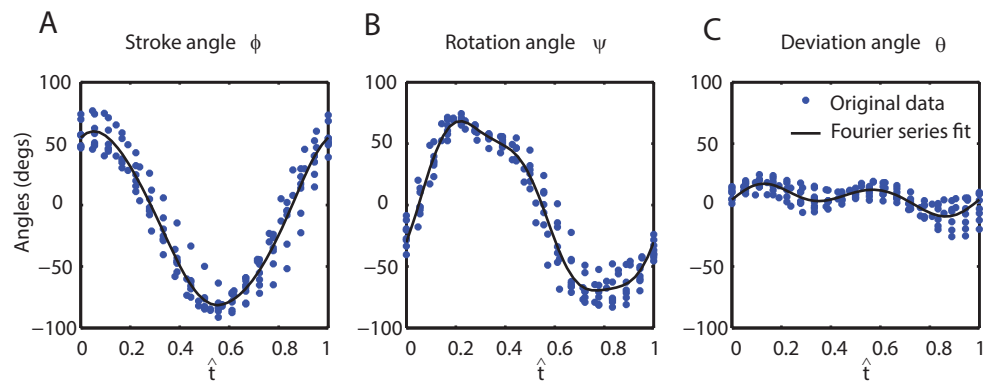 A
Stroke angle ϕ
Angles (degs)
100
50
0
−50
−100
0 0.2 0.4 0.6 0.8 1
t̂
B
Rotation angle ψ
100
50
0
−50
−100
0 0.2 0.4 0.6 0.8 1
t̂
C
Deviation angle θ
Original data
Fourier series fit
100
50
0
−50
−100
0 0.2 0.4 0.6 0.8 1
t̂